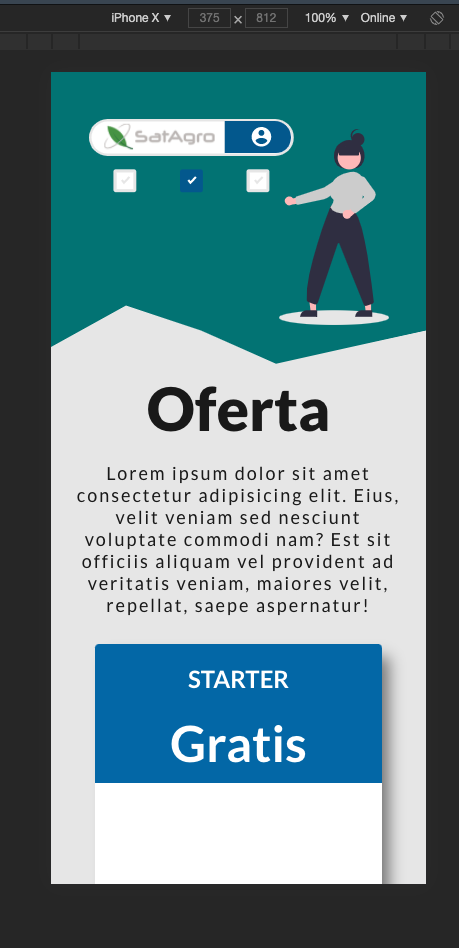 iPhone X ▼ 375 × 812 100% ▼ Online ▼
SatAgro
Oferta
Lorem ipsum dolor sit amet
consectetur adipisicing elit. Eius,
velit veniam sed nesciunt
voluptate commodi nam? Est sit
officiis aliquam vel provident ad
veritatis veniam, maiores velit,
repellat, saepe aspernatur!
STARTER
Gratis